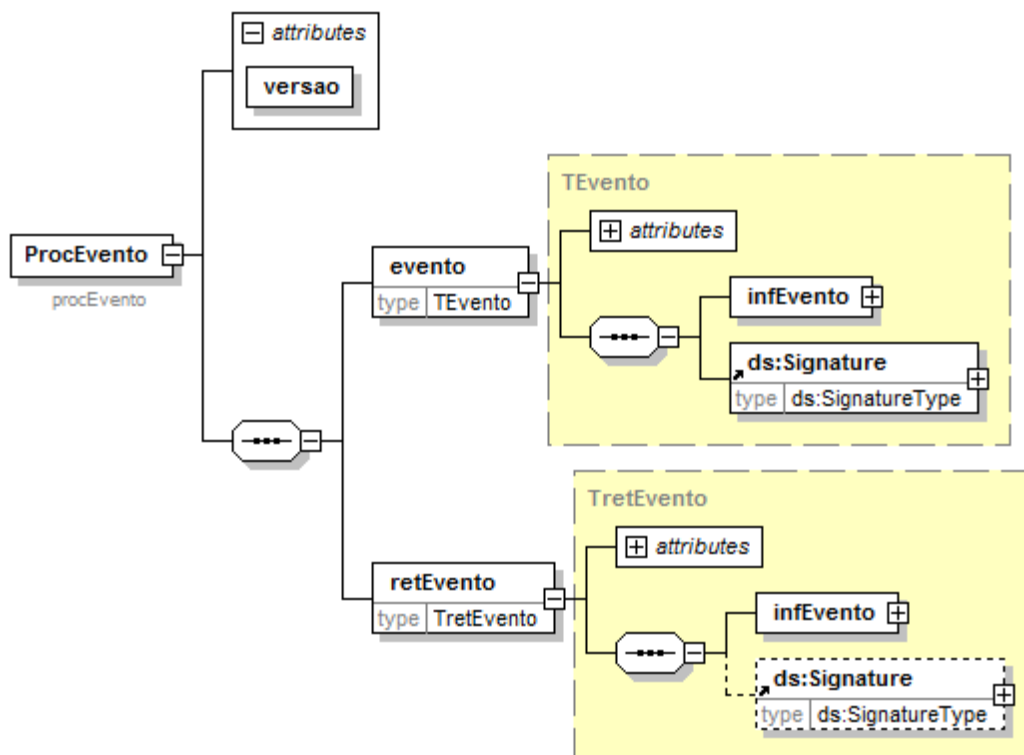 attributes
versao
ProcEvento
procEvento
TEvento
attributes
evento
type TEvento
infEvento
ds:Signature
type ds:SignatureType
TretEvento
attributes
retEvento
type TretEvento
infEvento
ds:Signature
type ds:SignatureType